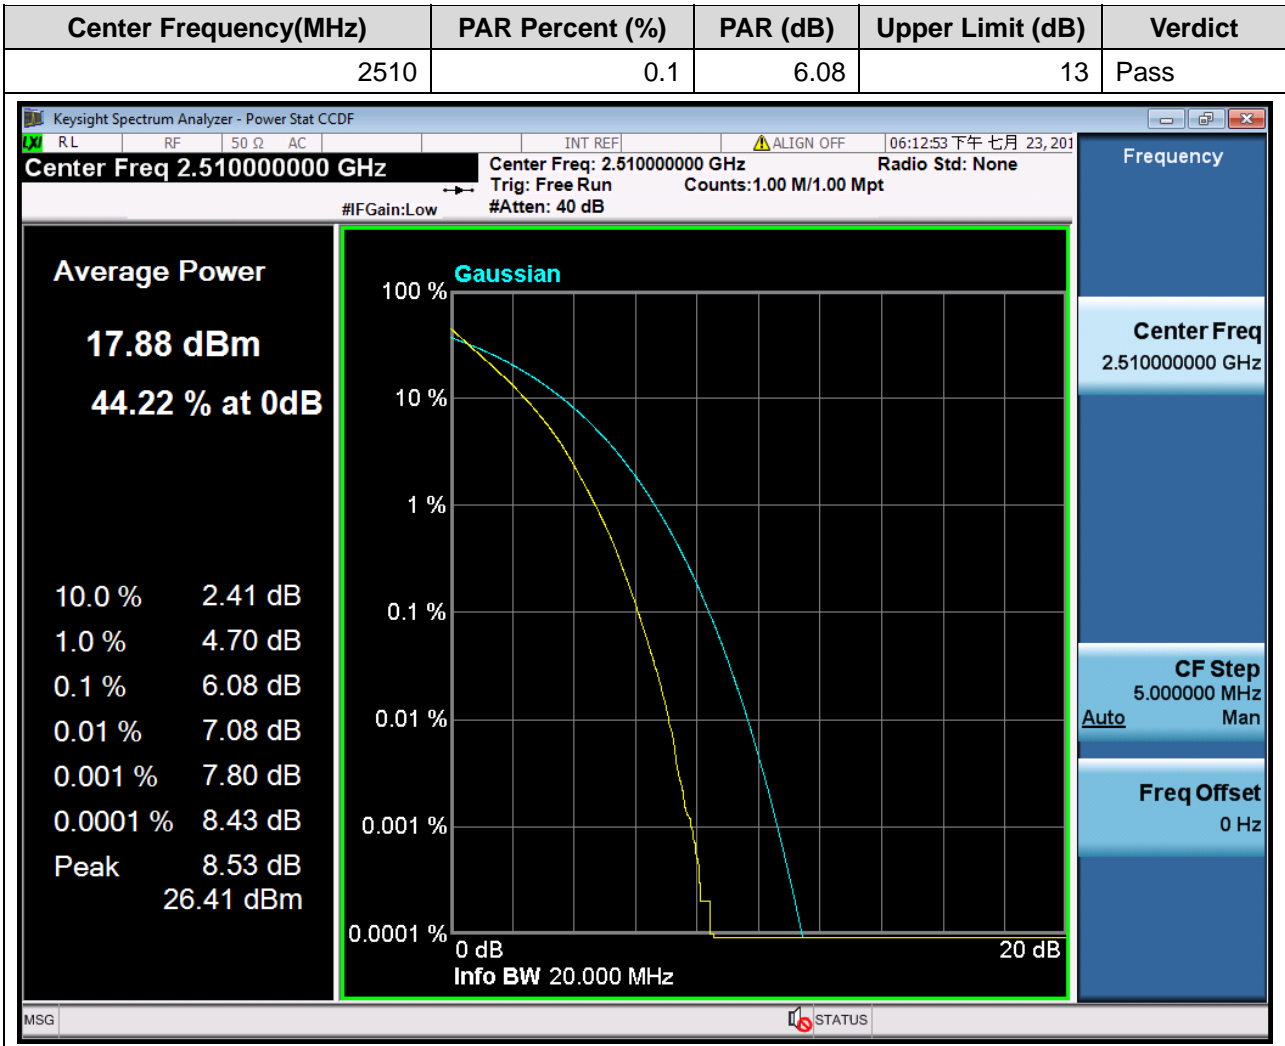 Center Frequency(MHz) PAR Percent (%) PAR (dB) Upper Limit (dB) Verdict
2510 0.1 6.08 13 Pass
Keysight Spectrum Analyzer - Power Stat CCDF
LXI RL RF 50 Ω AC INT REF ALIGN OFF 06:12:53 下午 七月 23, 201
Center Freq 2.510000000 GHz
#IFGain:Low
Center Freq: 2.510000000 GHz Radio Std: None
Trig: Free Run Counts:1.00 M/1.00 Mpt
#Atten: 40 dB
Average Power
17.88 dBm
44.22 % at 0dB
10.0 % 2.41 dB
1.0 % 4.70 dB
0.1 % 6.08 dB
0.01 % 7.08 dB
0.001 % 7.80 dB
0.0001 % 8.43 dB
Peak 8.53 dB
26.41 dBm
Gaussian
100 %
10 %
1 %
0.1 %
0.01 %
0.001 %
0.0001 %
0 dB 20 dB
Info BW 20.000 MHz
Frequency
Center Freq
2.510000000 GHz
CF Step
5.000000 MHz
Auto Man
Freq Offset
0 Hz
MSG STATUS